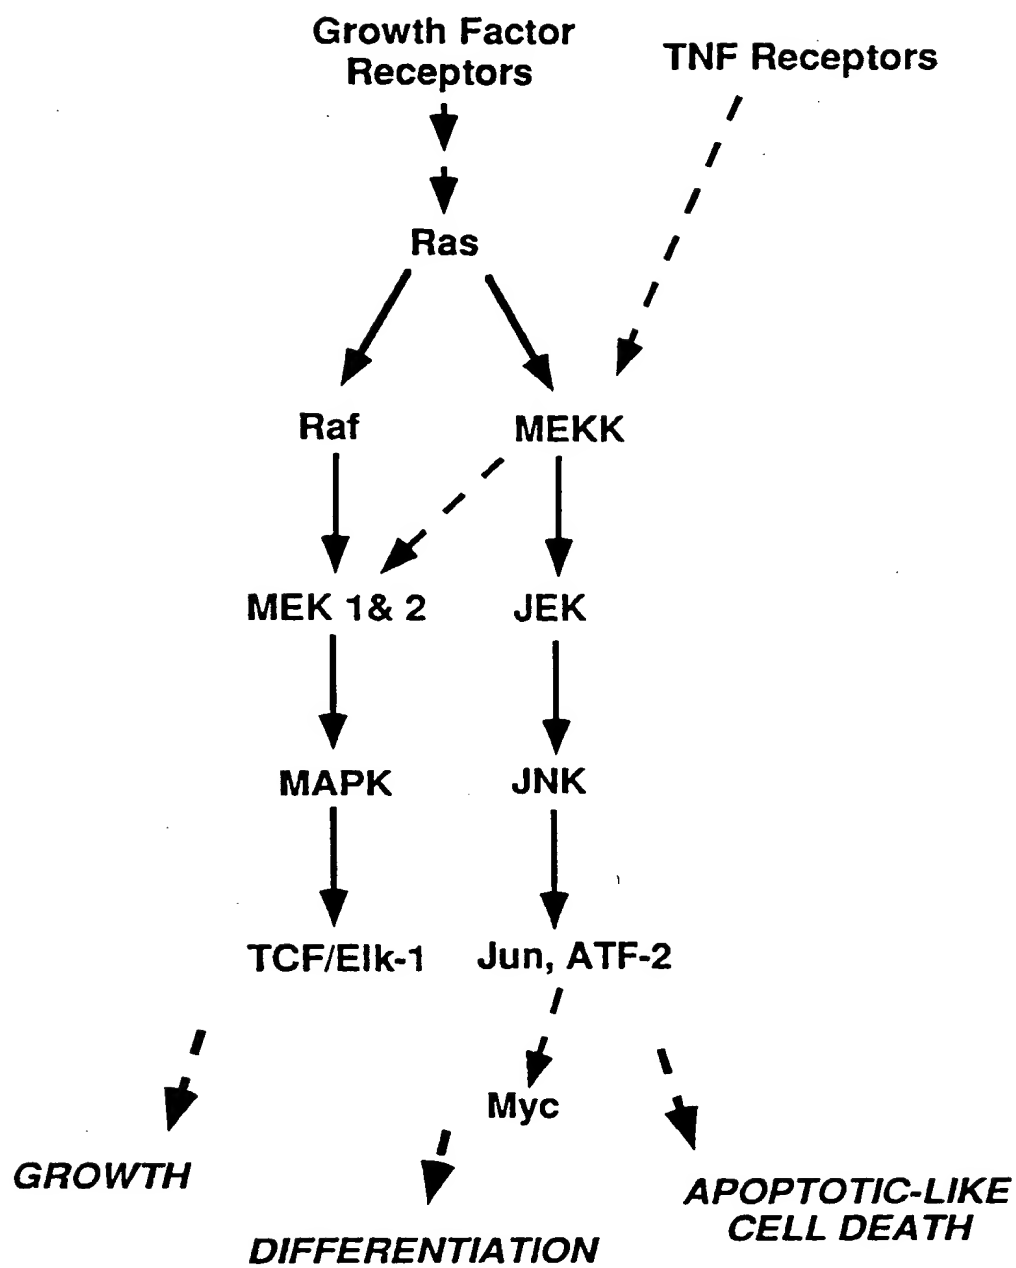 Growth Factor
Receptors
TNF Receptors
Ras
Raf
MEKK
MEK 1& 2
JEK
MAPK
JNK
TCF/Elk-1
Jun, ATF-2
Myc
GROWTH
APOPTOTIC-LIKE
CELL DEATH
DIFFERENTIATION